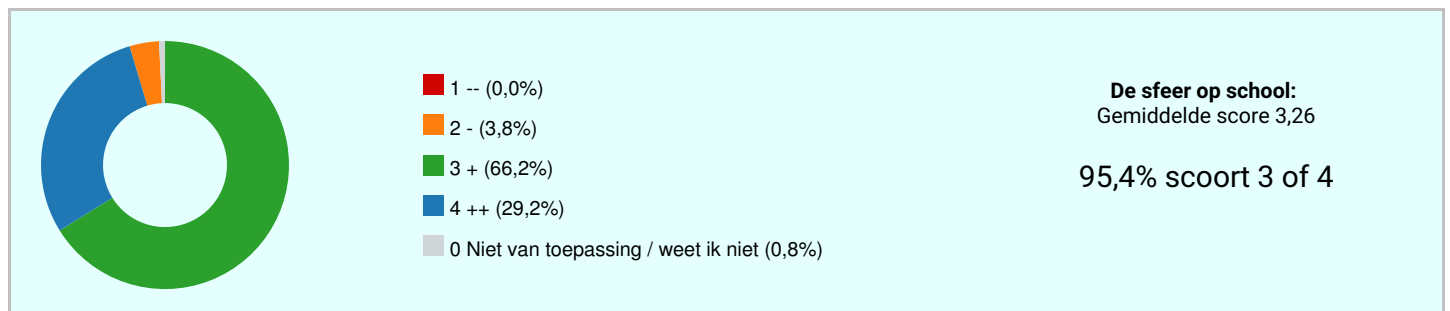 1 -- (0,0%)
2 - (3,8%)
3 + (66,2%)
4 ++ (29,2%)
0 Niet van toepassing / weet ik niet (0,8%)
De sfeer op school:
Gemiddelde score 3,26
95,4% scoort 3 of 4